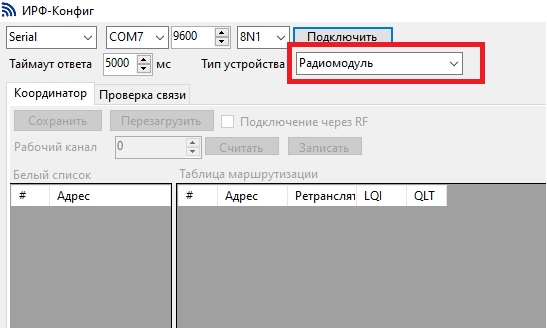 ИРФ-Конфиг
Serial COM7 9600 8N1 Подключить
Таймаут ответа 5000 мс Тип устройства Радиомодуль
Координатор Проверка связи
Сохранить Перезагрузить Подключение через RF
Рабочий канал 0 Считать Записать
Белый список Таблица маршрутизации
# Адрес # Адрес Ретранслят LQI QLT